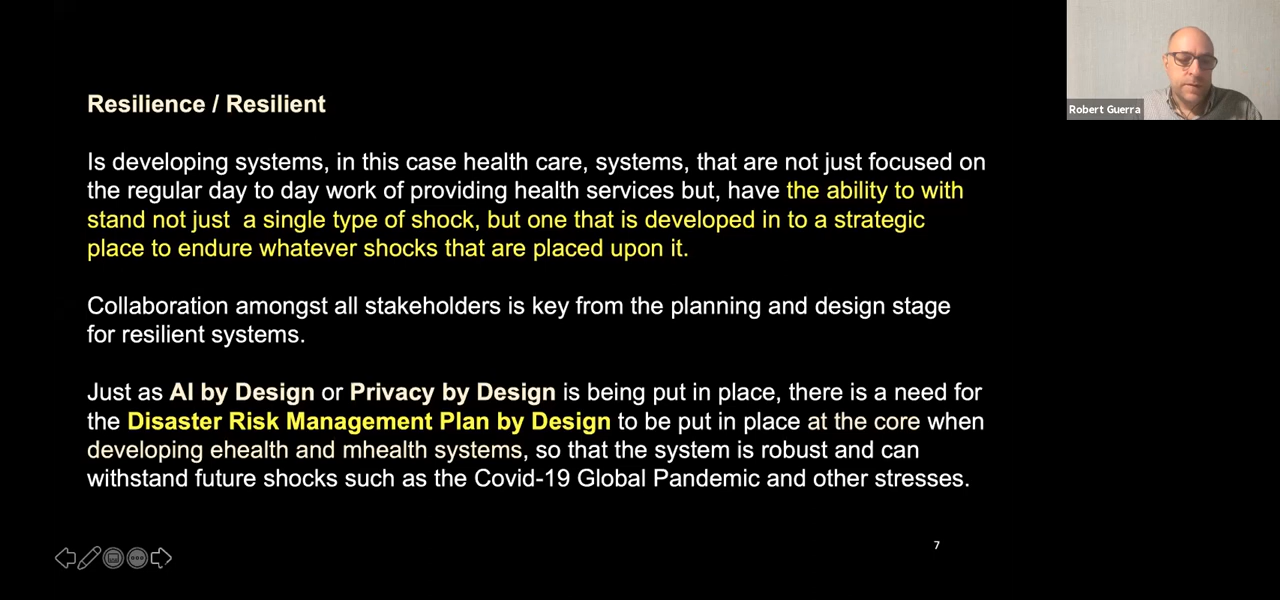 Resilience / Resilient
Is developing systems, in this case health care, systems, that are not just focused on
the regular day to day work of providing health services but, have the ability to with
stand not just  a single type of shock, but one that is developed in to a strategic
place to endure whatever shocks that are placed upon it.
Collaboration amongst all stakeholders is key from the planning and design stage
for resilient systems.
Just as AI by Design or Privacy by Design is being put in place, there is a need for
the Disaster Risk Management Plan by Design to be put in place at the core when
developing ehealth and mhealth systems, so that the system is robust and can
withstand future shocks such as the Covid-19 Global Pandemic and other stresses.
7
Robert Guerra